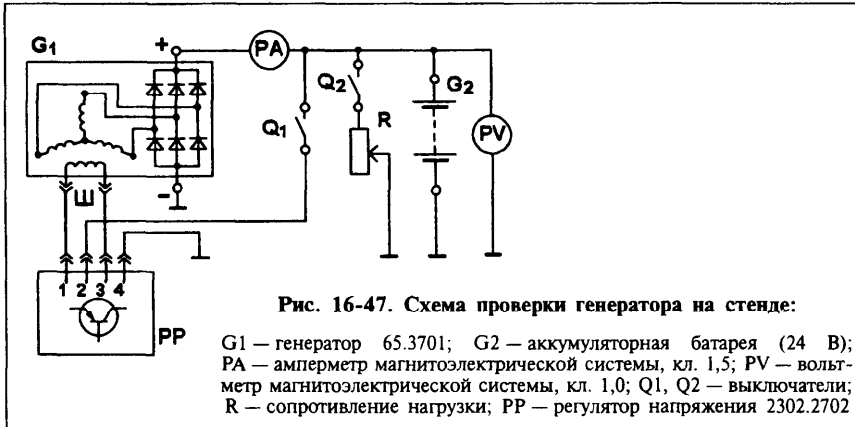 G1
+
PA
Q2
G2
Q1
R
PV
Ш
−
1 2 3 4
PP
Рис. 16-47. Схема проверки генератора на стенде:
G1 — генератор 65.3701; G2 — аккумуляторная батарея (24 В);
PA — амперметр магнитоэлектрической системы, кл. 1,5; PV — вольт-
метр магнитоэлектрической системы, кл. 1,0; Q1, Q2 — выключатели;
R — сопротивление нагрузки; PP — регулятор напряжения 2302.2702